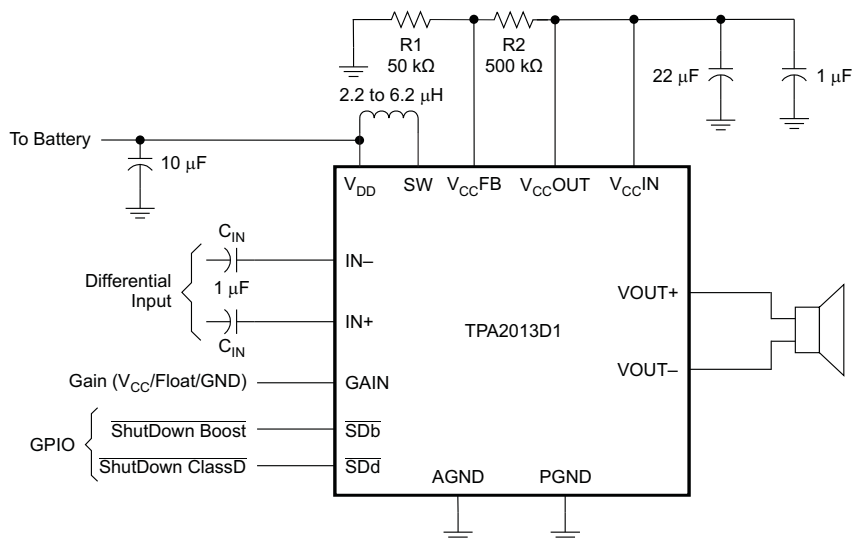 R1
50 kΩ
R2
500 kΩ
22 μF
1 μF
2.2 to 6.2 μH
To Battery
10 μF
VDD
SW
VCCFB
VCCOUT
VCCIN
CIN
IN–
Differential
Input
1 μF
IN+
CIN
VOUT+
TPA2013D1
VOUT–
Gain (VCC/Float/GND)
GAIN
GPIO
ShutDown Boost
SDb
ShutDown ClassD
SDd
AGND
PGND